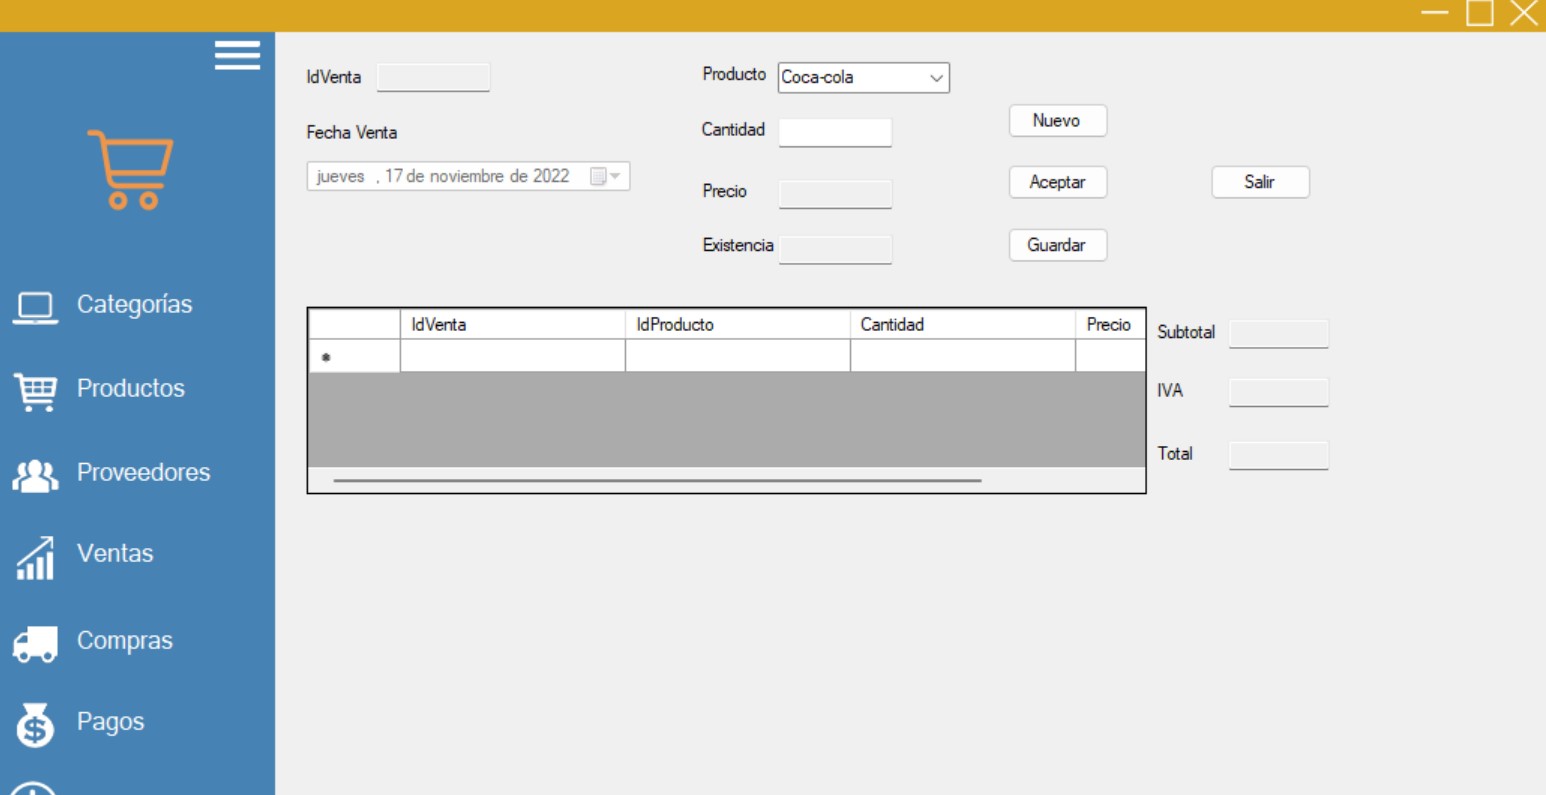 Categorías
Productos
Proveedores
Ventas
Compras
Pagos
IdVenta
Fecha Venta
jueves , 17 de noviembre de 2022
Producto Coca-cola
Cantidad
Precio
Existencia
Nuevo
Aceptar
Guardar
Salir
IdVenta IdProducto Cantidad Precio
*
Subtotal
IVA
Total